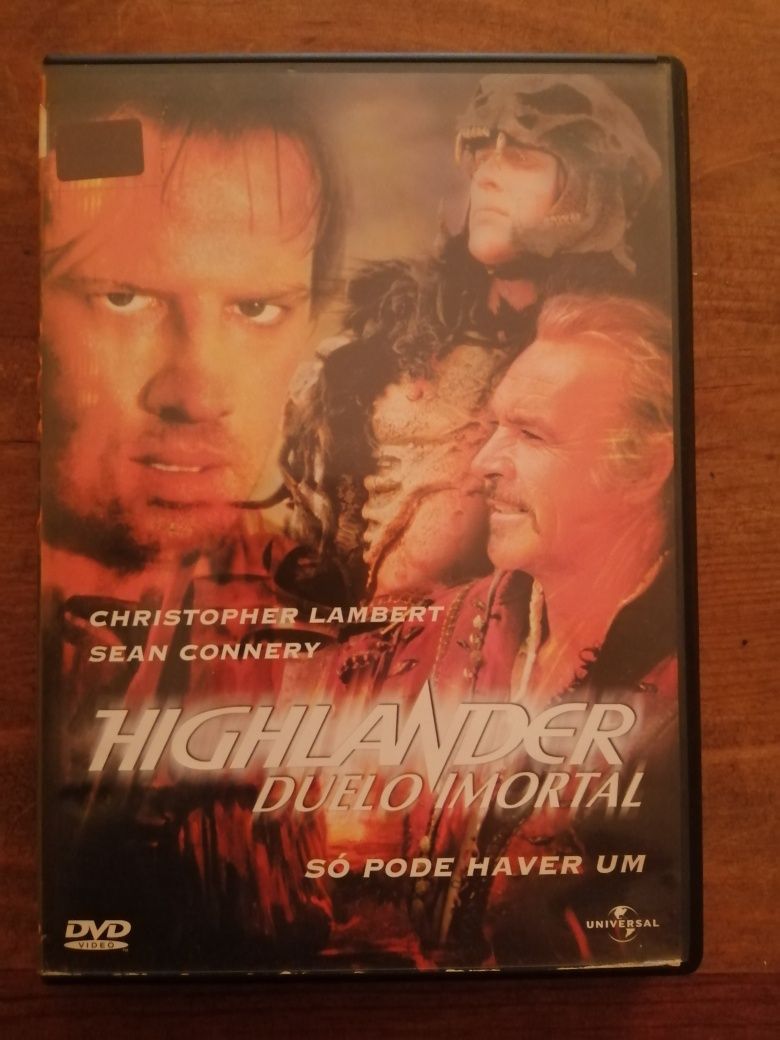 CHRISTOPHER LAMBERT
SEAN CONNERY
HIGHLANDER
DUELO IMORTAL
SÓ PODE HAVER UM
DVD
VIDEO
UNIVERSAL